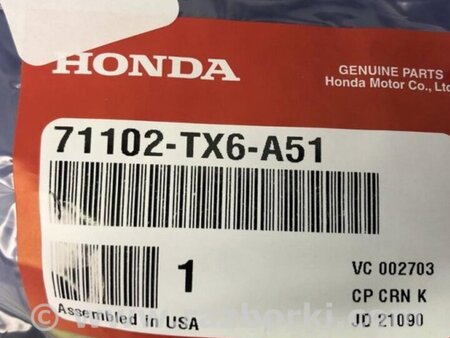 HONDA
GENUINE PARTS
Honda Motor Co., Ltd
71102-TX6-A51
1
VC 002703
CP CRN K
Assembled in USA
JD 21090